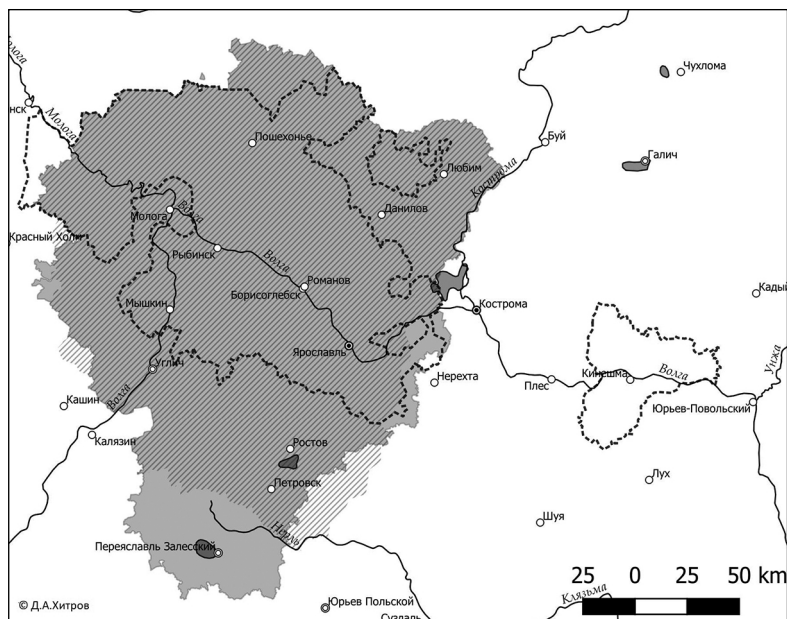 Молога
нск
Молога
Чухлома
Пошехонье
Буй
Галич
Любим
Кострома
Молога
Волга
Данилов
Красный Холм
Рыбинск
Волга
Романов
Борисоглебск
Кадый
Мышкин
Кострома
Ярославль
Углич
Унжа
Волга
Кашин
Нерехта
Плес
Кинешма
Волга
Юрьев-Повольский
Калязин
Ростов
Петровск
Лух
Шуя
Нерль
Переяславль Залесский
25 0 25 50 km
© Д.А.Хитров
Юрьев Польской
Клязьма
Суздаль